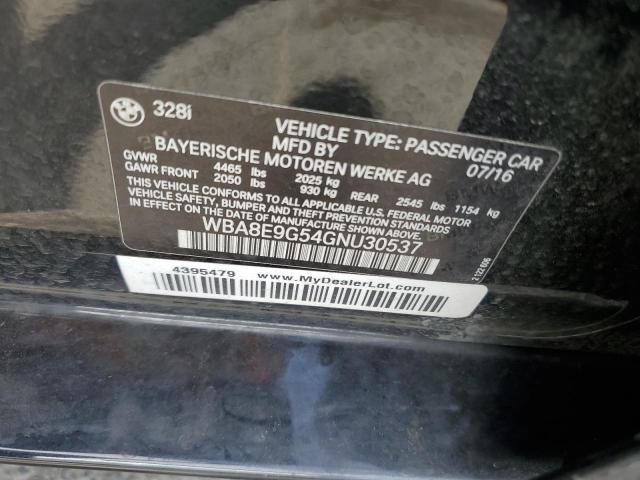 BMW
328i
VEHICLE TYPE: PASSENGER CAR
MFD BY 07/16
BAYERISCHE MOTOREN WERKE AG
GVWR 4465 lbs 2025 kg
GAWR FRONT 2050 lbs 930 kg REAR 2545 lbs 1154 kg
THIS VEHICLE CONFORMS TO ALL APPLICABLE U.S. FEDERAL MOTOR
VEHICLE SAFETY, BUMPER AND THEFT PREVENTION STANDARDS
IN EFFECT ON THE DATE OF MANUFACTURE SHOWN ABOVE.
WBA8E9G54GNU30537
4395479 www.MyDealerLot.com